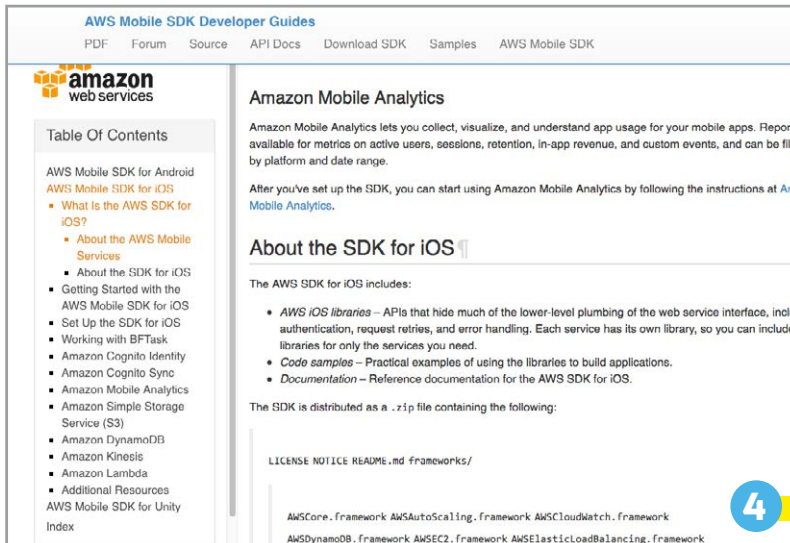 AWS Mobile SDK Developer Guides
PDF Forum Source API Docs Download SDK Samples AWS Mobile SDK
amazon
web services
Table Of Contents
AWS Mobile SDK for Android
AWS Mobile SDK for iOS
What Is the AWS SDK for
iOS?
About the AWS Mobile
Services
About the SDK for iOS
Getting Started with the
AWS Mobile SDK for iOS
Set Up the SDK for iOS
Working with BFTask
Amazon Cognito Identity
Amazon Cognito Sync
Amazon Mobile Analytics
Amazon Simple Storage
Service (S3)
Amazon DynamoDB
Amazon Kinesis
Amazon Lambda
Additional Resources
AWS Mobile SDK for Unity
Index
Amazon Mobile Analytics
Amazon Mobile Analytics lets you collect, visualize, and understand app usage for your mobile apps. Repor
available for metrics on active users, sessions, retention, in-app revenue, and custom events, and can be fil
by platform and date range.
After you've set up the SDK, you can start using Amazon Mobile Analytics by following the instructions at A
Mobile Analytics.
About the SDK for iOS¶
The AWS SDK for iOS includes:
AWS iOS libraries – APIs that hide much of the lower-level plumbing of the web service interface, incl
authentication, request retries, and error handling. Each service has its own library, so you can include
libraries for only the services you need.
Code samples – Practical examples of using the libraries to build applications.
Documentation – Reference documentation for the AWS SDK for iOS.
The SDK is distributed as a .zip file containing the following:
LICENSE NOTICE README.md frameworks/
AWSCore.framework AWSAutoScaling.framework AWSCloudWatch.framework
AWSDynamoDB.framework AWSEC2.framework AWSElasticLoadBalancing.framework
4